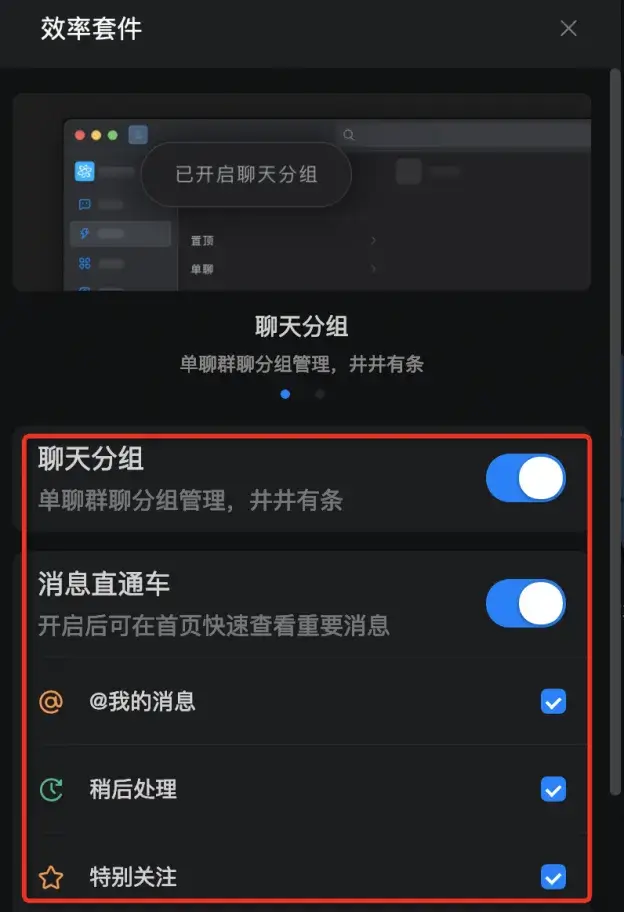 效率套件
已开启聊天分组
置顶
单聊
聊天分组
单聊群聊分组管理，井井有条
聊天分组
单聊群聊分组管理，井井有条
消息直通车
开启后可在首页快速查看重要消息
@我的消息
稍后处理
特别关注